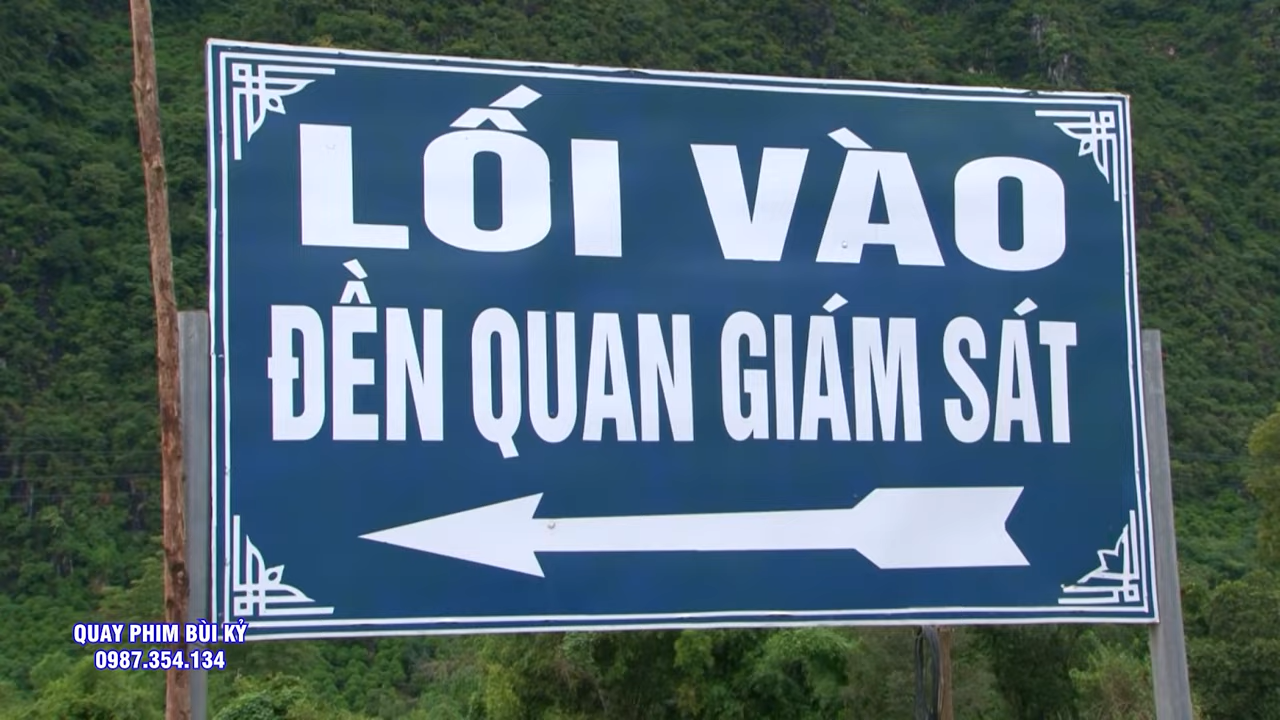 LỐI VÀO
ĐỀN QUAN GIÁM SÁT
QUAY PHIM BÙI KỶ
0987.354.134